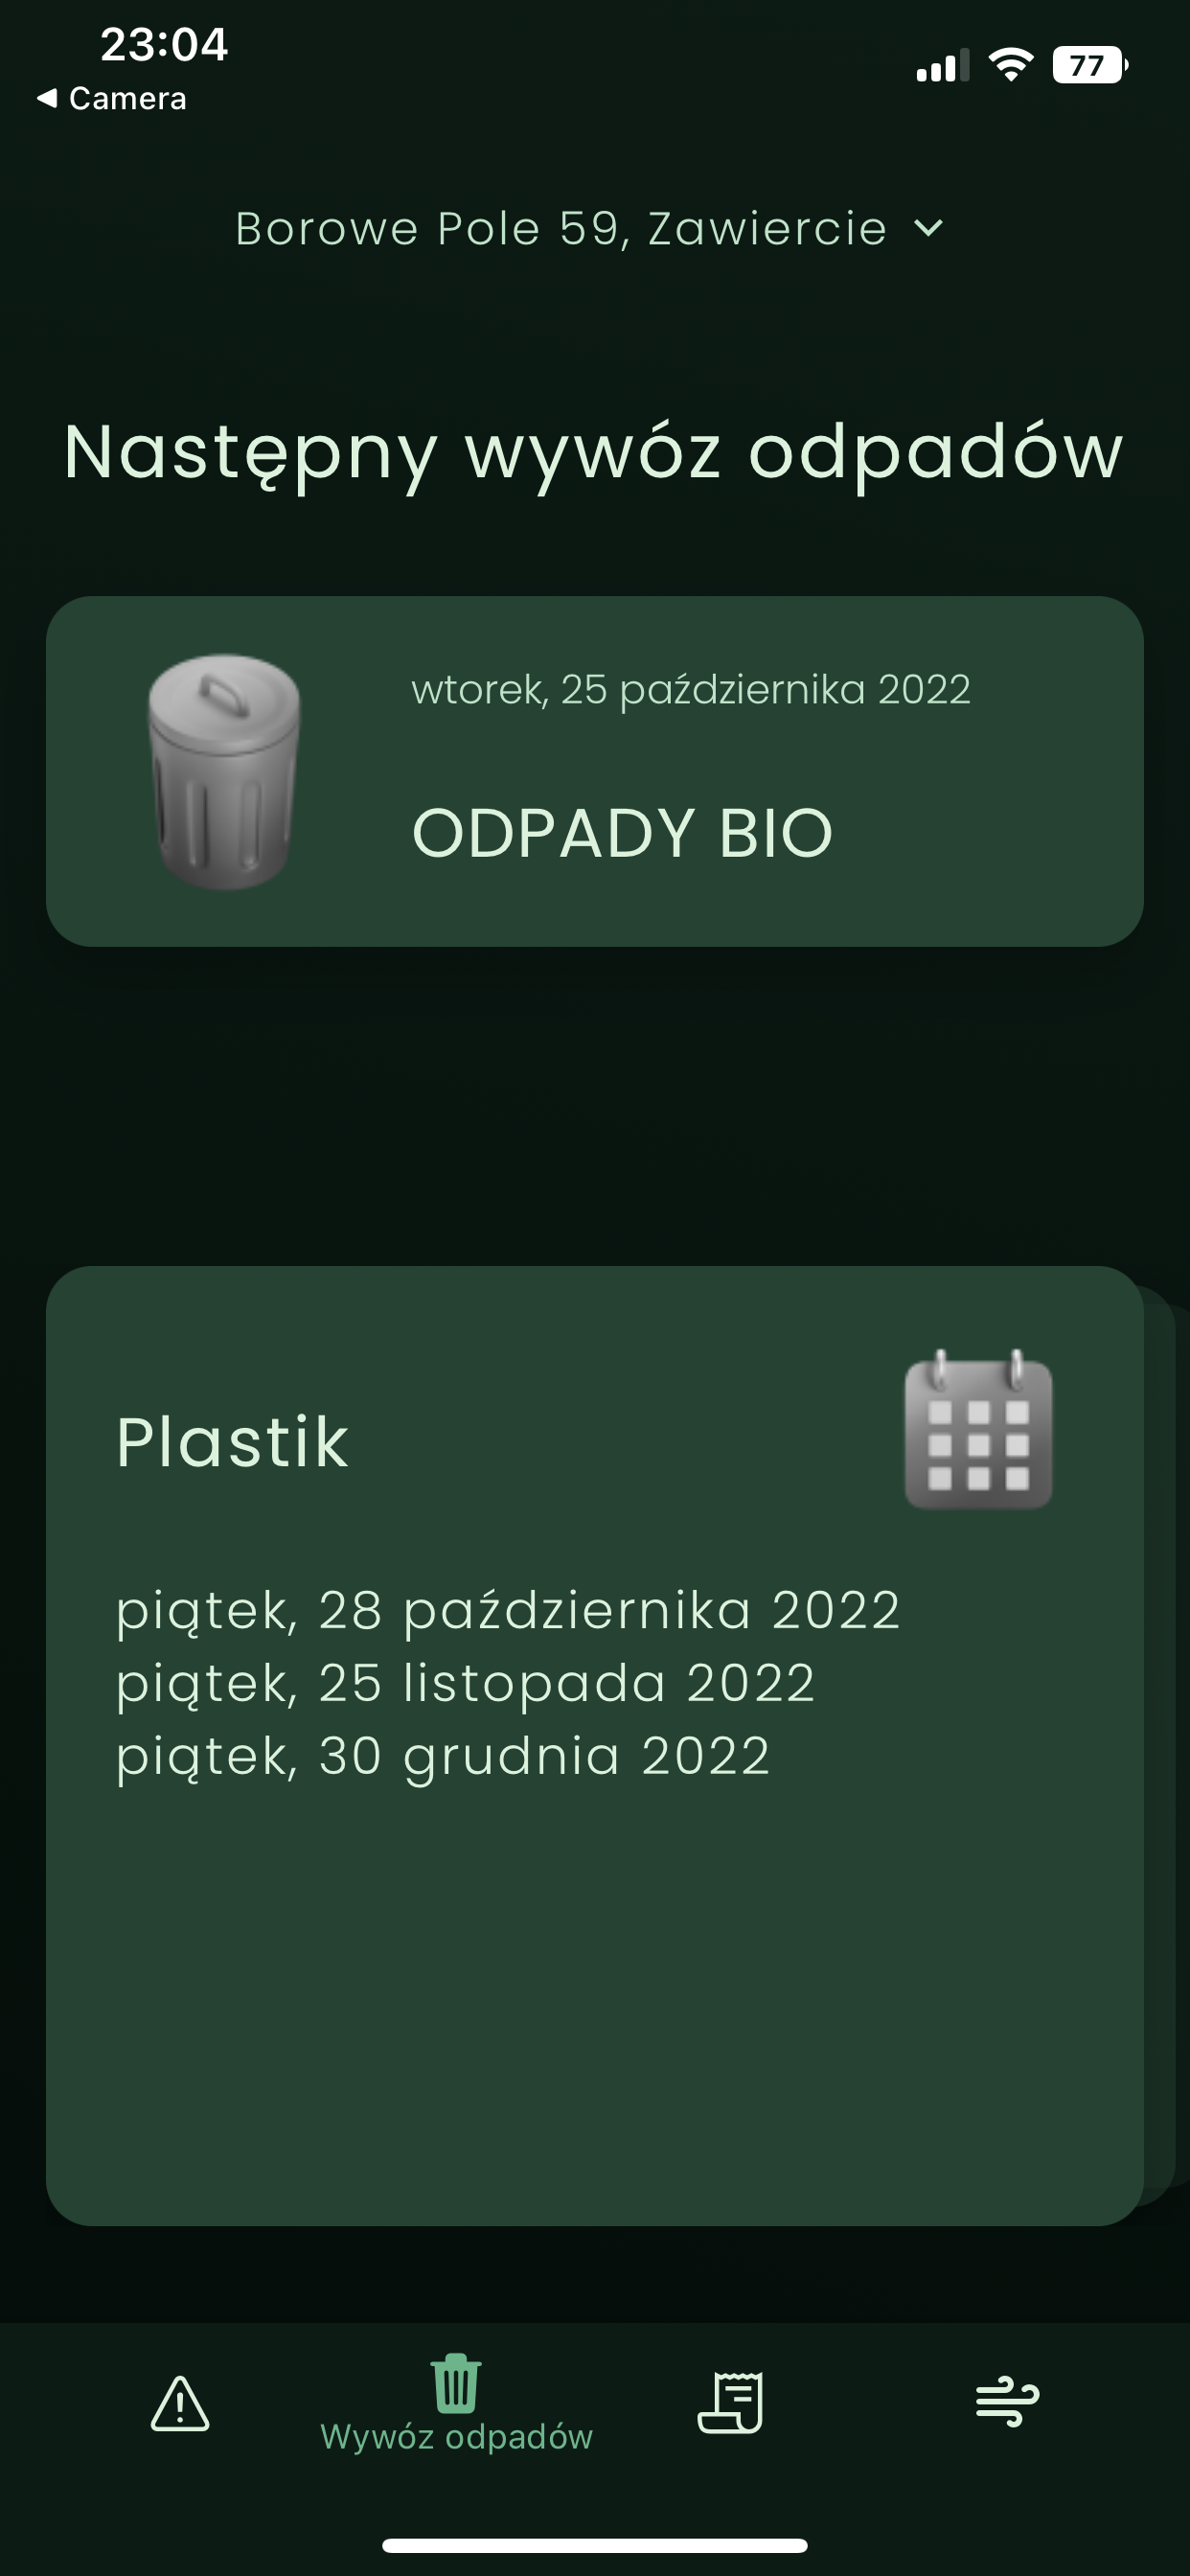 23:04
Camera
77
Borowe Pole 59, Zawiercie
Następny wywóz odpadów
wtorek, 25 października 2022
ODPADY BIO
Plastik
piątek, 28 października 2022
piątek, 25 listopada 2022
piątek, 30 grudnia 2022
Wywóz odpadów